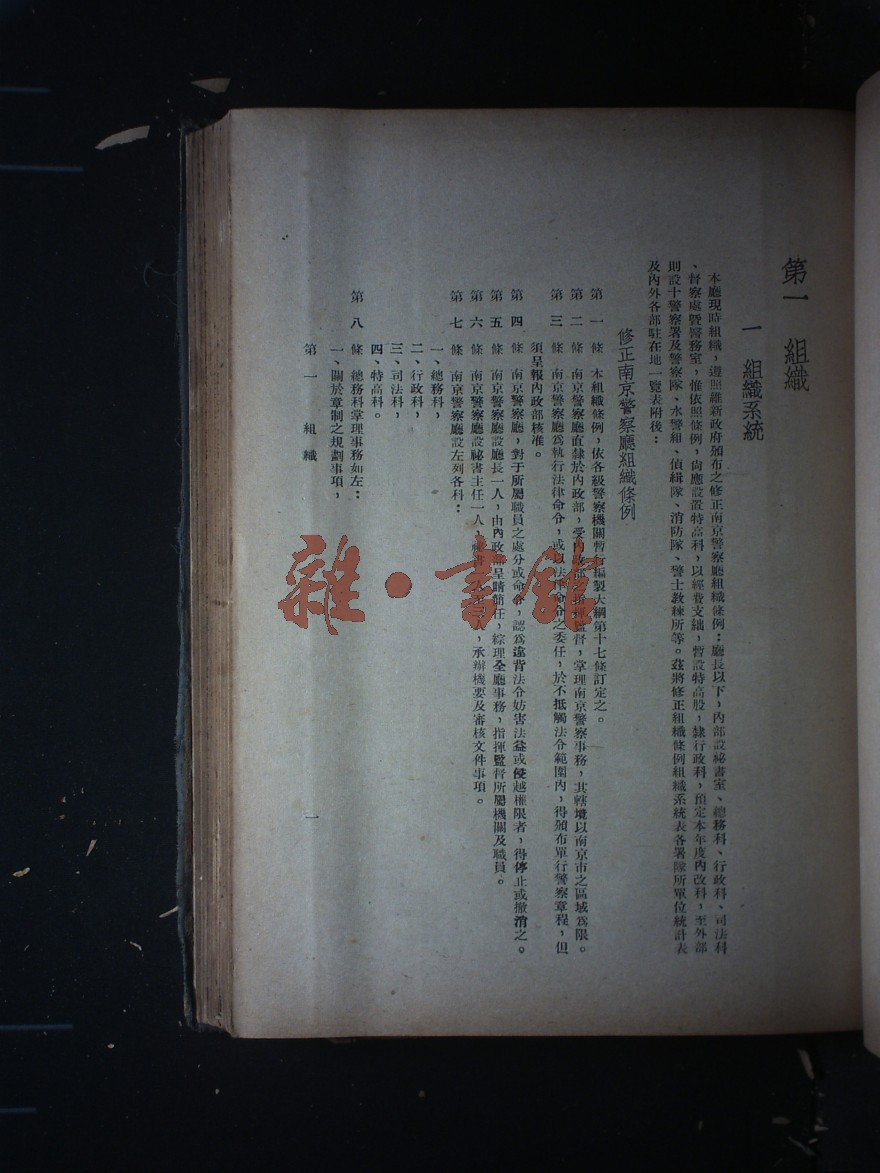 第一　組織
一　組織系統
本廳現時組織，遵照維新政府頒布之修正南京警察廳組織條例：廳長以下，內部設祕書室、總務科、行政科、司法科
、督察處暨醫務室，惟依照條例，尙應設置特高科，以經費支絀，暫設特高股，隸行政科，預定本年度內改科，至外部
則設十警察署及警察隊、水警組、偵緝隊、消防隊、警士敎練所等。茲將修正組織條例組織系統表各署隊所單位統計表
及內外各部駐在地一覽表附後：
修正南京警察廳組織條例
第一條　本組織條例，依各級警察機關暫行編製大綱第十七條訂定之。
第二條　南京警察廳直隸於內政部，受內政部之指揮監督，掌理南京警察事務，其轄境以南京市之區域爲限。
第三條　南京警察廳爲執行法律命令，或以法律命令之委任，於不抵觸法令範圍內，得頒布單行警察章程，但
須呈報內政部核准。
第四條　南京警察廳，對于所屬職員之處分或命令，認爲違背法令妨害法益或侵越權限者，得停止或撤消之。
第五條　南京警察廳設廳長一人，由內政部呈請簡任，綜理全廳事務，指揮監督所屬機關及職員。
第六條　南京警察廳設祕書主任一人，祕書人，承辦機要及審核文件事項。
第七條　南京警察廳設左列各科：
一、總務科，
二、行政科，
三、司法科，
四、特高科。
第八條　總務科掌理事務如左：
一、關於章制之規劃事項，
第一　組織
一
雜·書館